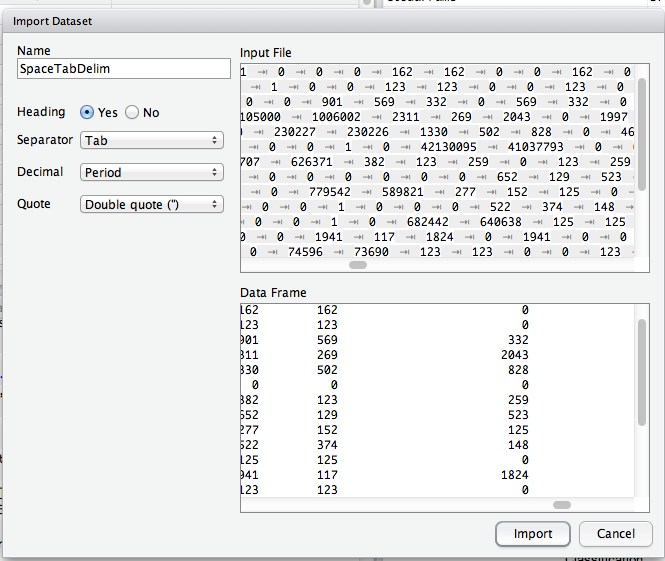 Import Dataset
Name
SpaceTabDelim
Heading Yes No
Separator Tab
Decimal Period
Quote Double quote (")
Input File
1 → 0 → 0 → 0 → 162 → 162 → 0 → 0 → 162 → 0
→ 1 → 0 → 0 → 123 → 123 → 0 → 0 → 123 → 0
→ 0 → 0 → 901 → 569 → 332 → 0 → 569 → 332 → 0
105000 → 1006002 → 2311 → 269 → 2043 → 0 → 1997
→ 230227 → 230226 → 1330 → 502 → 828 → 0 → 46
→ 0 → 0 → 1 → 0 → 42130095 → 41037793 → 0 → 0
707 → 626371 → 382 → 123 → 259 → 0 → 123 → 259
→ 0 → 0 → 0 → 0 → 0 → 0 → 652 → 129 → 523
→ 0 → 779542 → 589821 → 277 → 152 → 125 → 0
→ 0 → 0 → 1 → 0 → 0 → 0 → 522 → 374 → 148
→ 0 → 0 → 1 → 0 → 682442 → 640638 → 125 → 125
0 → 0 → 1941 → 117 → 1824 → 0 → 1941 → 0 → 0
→ 0 → 74596 → 73690 → 123 → 123 → 0 → 0 → 123
Data Frame
162 162 0
123 123 0
901 569 332
311 269 2043
330 502 828
0 0 0
382 123 259
652 129 523
277 152 125
522 374 148
125 125 0
941 117 1824
123 123 0
Import Cancel